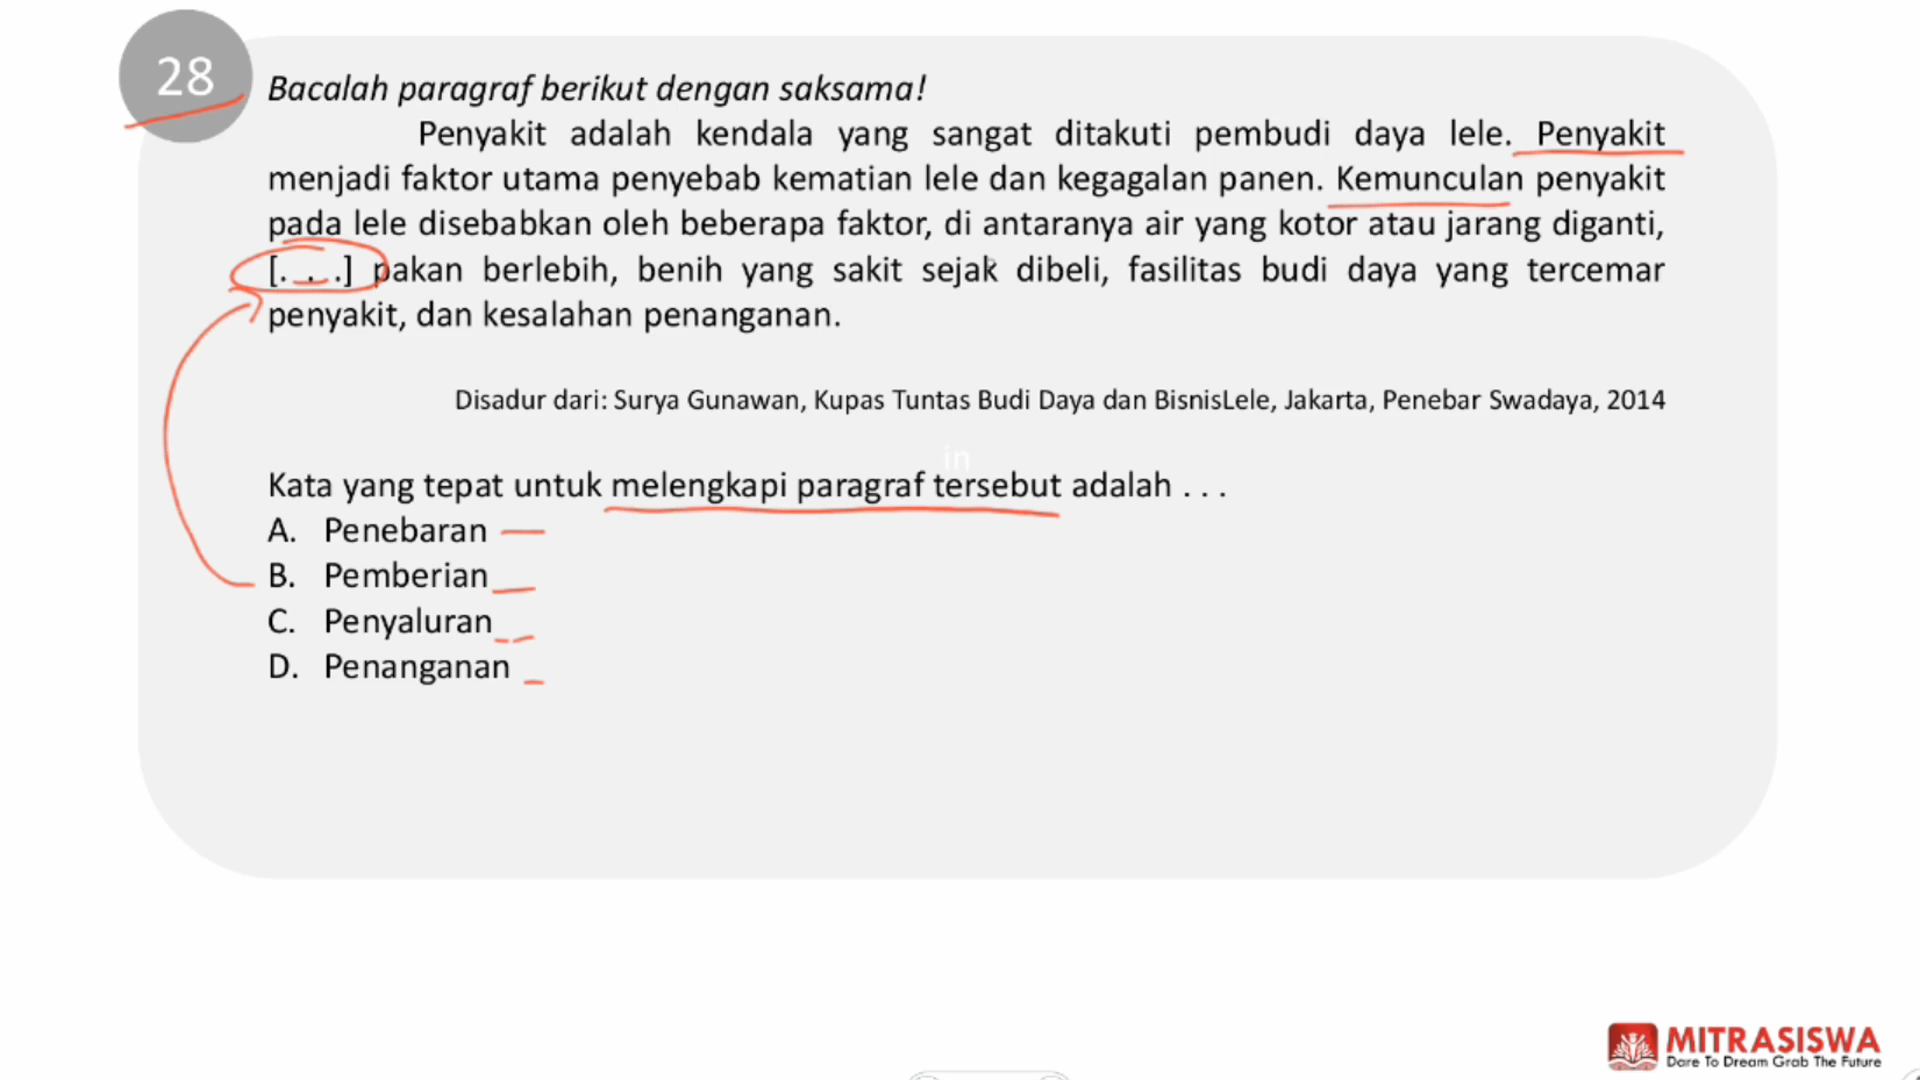 28
Bacalah paragraf berikut dengan saksama!
Penyakit adalah kendala yang sangat ditakuti pembudi daya lele. Penyakit
menjadi faktor utama penyebab kematian lele dan kegagalan panen. Kemunculan penyakit
pada lele disebabkan oleh beberapa faktor, di antaranya air yang kotor atau jarang diganti,
[. . .] pakan berlebih, benih yang sakit sejak dibeli, fasilitas budi daya yang tercemar
penyakit, dan kesalahan penanganan.
Disadur dari: Surya Gunawan, Kupas Tuntas Budi Daya dan BisnisLele, Jakarta, Penebar Swadaya, 2014
in
Kata yang tepat untuk melengkapi paragraf tersebut adalah . . .
A. Penebaran
B. Pemberian
C. Penyaluran
D. Penanganan
MITRASISWA
Dare To Dream Grab The Future